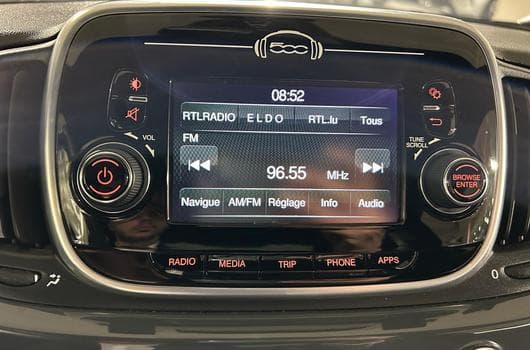 500
08:52
RTLRADIO E L D O RTL.lu Tous
FM
VOL
TUNE
SCROLL
96.55 MHz
BROWSE
ENTER
Navigue AM/FM Réglage Info Audio
RADIO MEDIA TRIP PHONE APPS
0